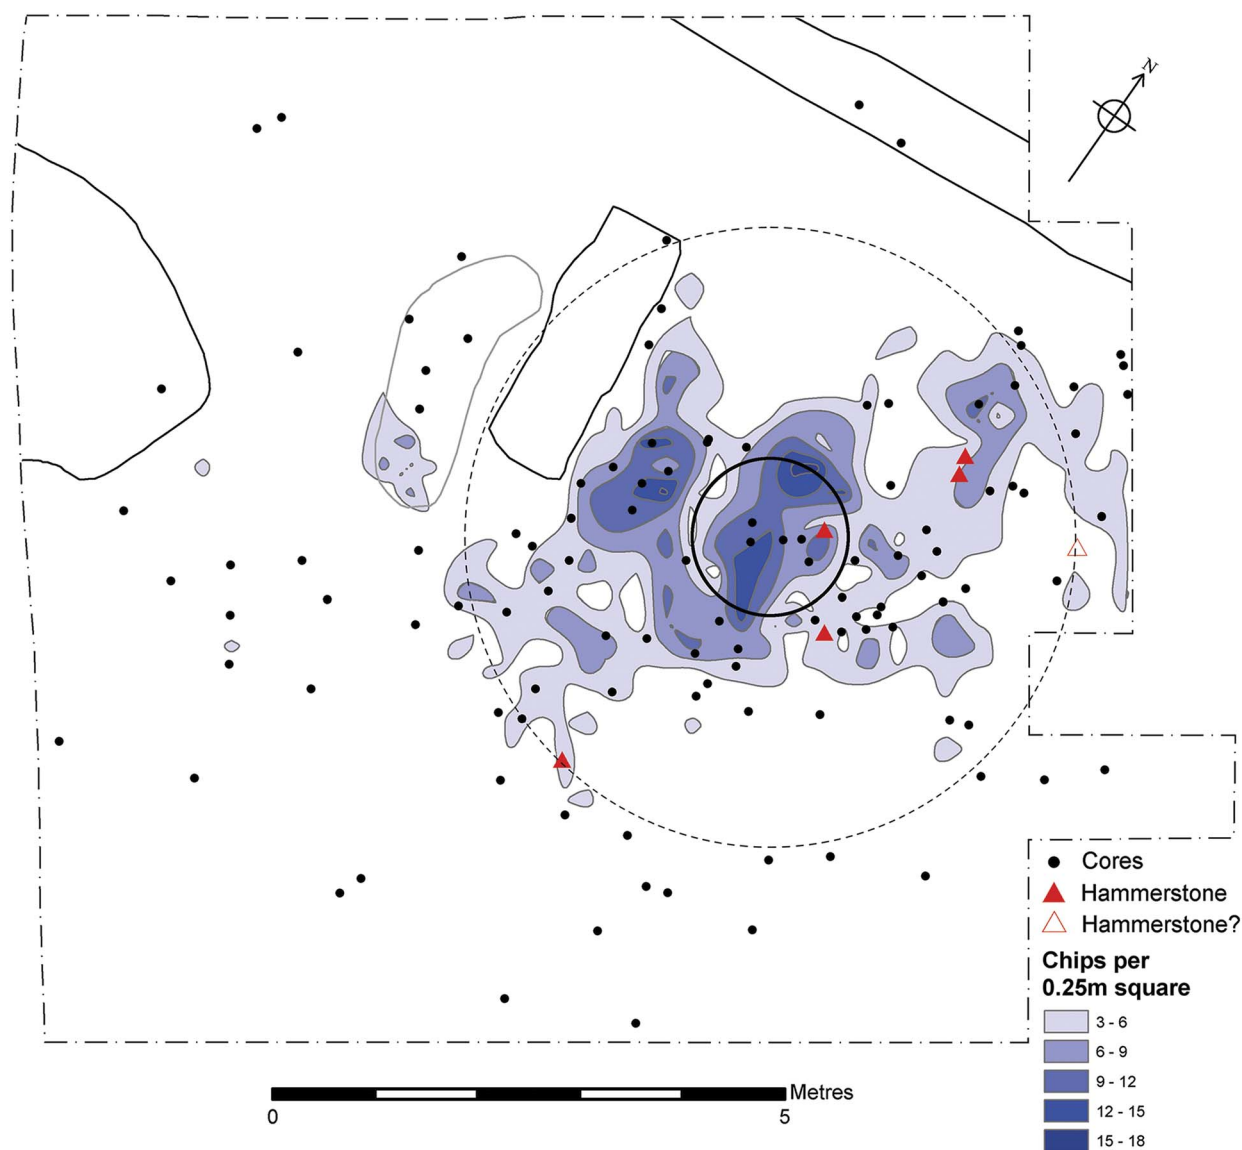 N
Cores
Hammerstone
Hammerstone?
Chips per
0.25m square
3 - 6
6 - 9
9 - 12
12 - 15
15 - 18
Metres
0 5